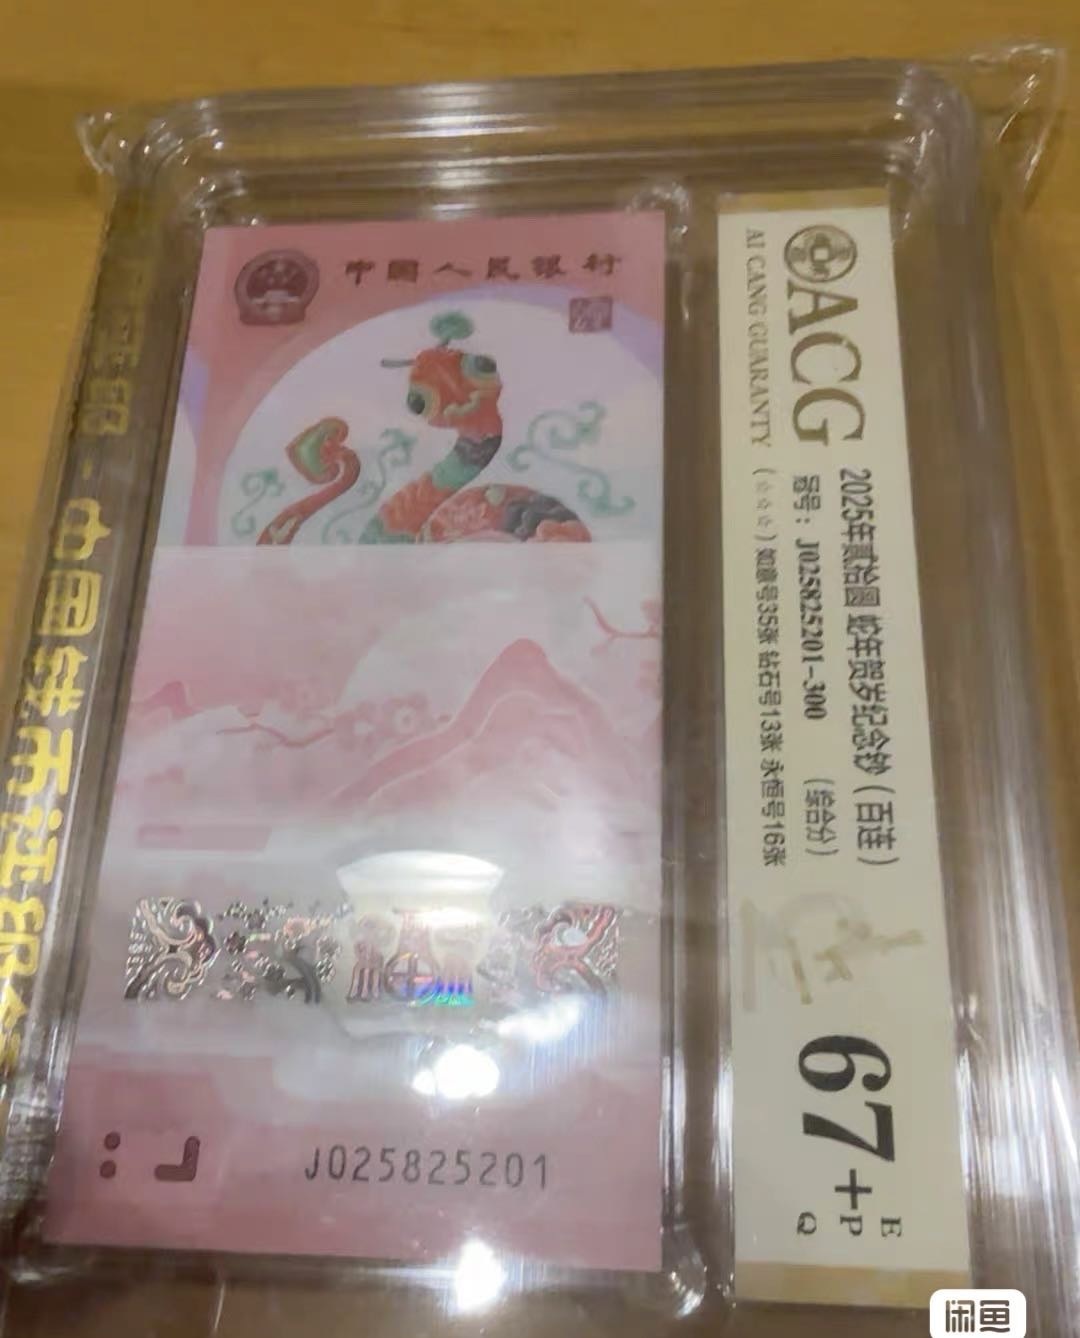 中国人民银行
J025825201
ACG
AI CANG GUARANTY
2025年贰拾圆 蛇年贺岁纪念钞（百连）
冠号：J025825201-300 （综合分）
（☆☆☆）如意号35张 钻石号13张 永恒号16张
67+
E
P
Q
中国钱币
闲鱼